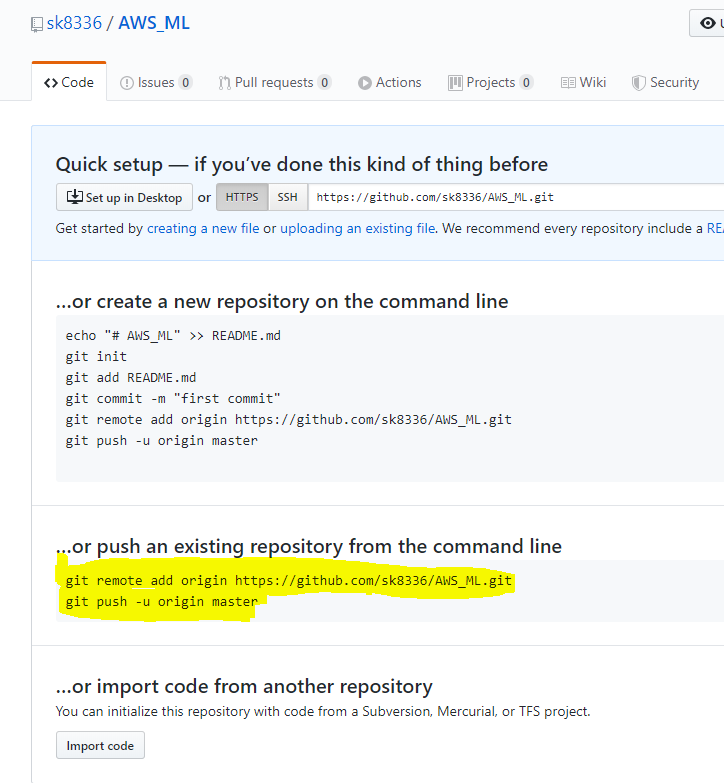 sk8336 / AWS_ML
Code Issues 0 Pull requests 0 Actions Projects 0 Wiki Security
Quick setup — if you’ve done this kind of thing before
Set up in Desktop or HTTPS SSH https://github.com/sk8336/AWS_ML.git
Get started by creating a new file or uploading an existing file. We recommend every repository include a
...or create a new repository on the command line
echo "# AWS_ML" >> README.md
git init
git add README.md
git commit -m "first commit"
git remote add origin https://github.com/sk8336/AWS_ML.git
git push -u origin master
...or push an existing repository from the command line
git remote add origin https://github.com/sk8336/AWS_ML.git
git push -u origin master
...or import code from another repository
You can initialize this repository with code from a Subversion, Mercurial, or TFS project.
Import code